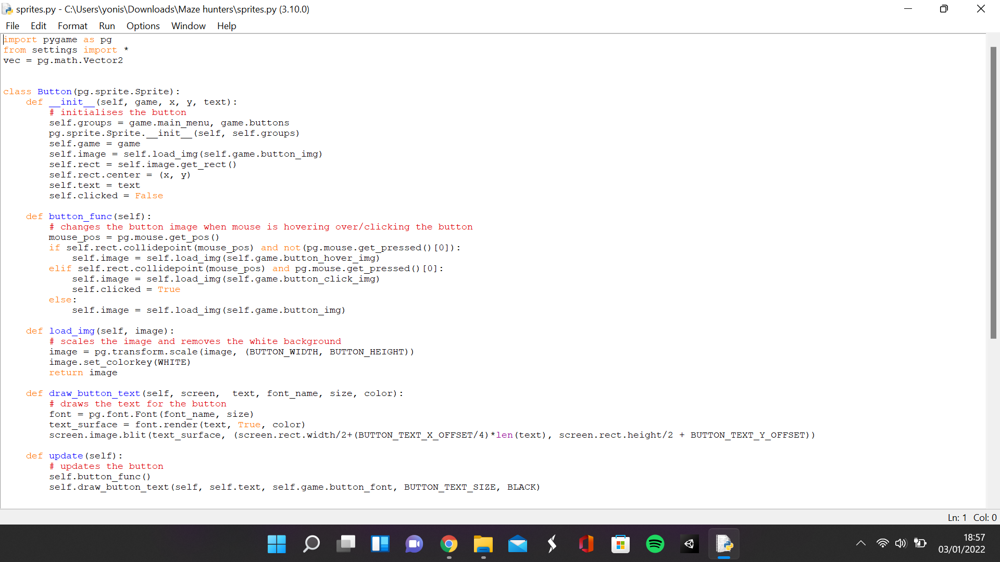 sprites.py - C:\Users\yonis\Downloads\Maze hunters\sprites.py (3.10.0)
File Edit Format Run Options Window Help
import pygame as pg
from settings import *
vec = pg.math.Vector2
class Button(pg.sprite.Sprite):
    def __init__(self, game, x, y, text):
        # initialises the button
        self.groups = game.main_menu, game.buttons
        pg.sprite.Sprite.__init__(self, self.groups)
        self.game = game
        self.image = self.load_img(self.game.button_img)
        self.rect = self.image.get_rect()
        self.rect.center = (x, y)
        self.text = text
        self.clicked = False
    def button_func(self):
        # changes the button image when mouse is hovering over/clicking the button
        mouse_pos = pg.mouse.get_pos()
        if self.rect.collidepoint(mouse_pos) and not(pg.mouse.get_pressed()[0]):
            self.image = self.load_img(self.game.button_hover_img)
        elif self.rect.collidepoint(mouse_pos) and pg.mouse.get_pressed()[0]:
            self.image = self.load_img(self.game.button_click_img)
            self.clicked = True
        else:
            self.image = self.load_img(self.game.button_img)
    def load_img(self, image):
        # scales the image and removes the white background
        image = pg.transform.scale(image, (BUTTON_WIDTH, BUTTON_HEIGHT))
        image.set_colorkey(WHITE)
        return image
    def draw_button_text(self, screen,  text, font_name, size, color):
        # draws the text for the button
        font = pg.font.Font(font_name, size)
        text_surface = font.render(text, True, color)
        screen.image.blit(text_surface, (screen.rect.width/2+(BUTTON_TEXT_X_OFFSET/4)*len(text), screen.rect.height/2 + BUTTON_TEXT_Y_OFFSET))
    def update(self):
        # updates the button
        self.button_func()
        self.draw_button_text(self, self.text, self.game.button_font, BUTTON_TEXT_SIZE, BLACK)
Ln: 1 Col: 0
18:57
03/01/2022